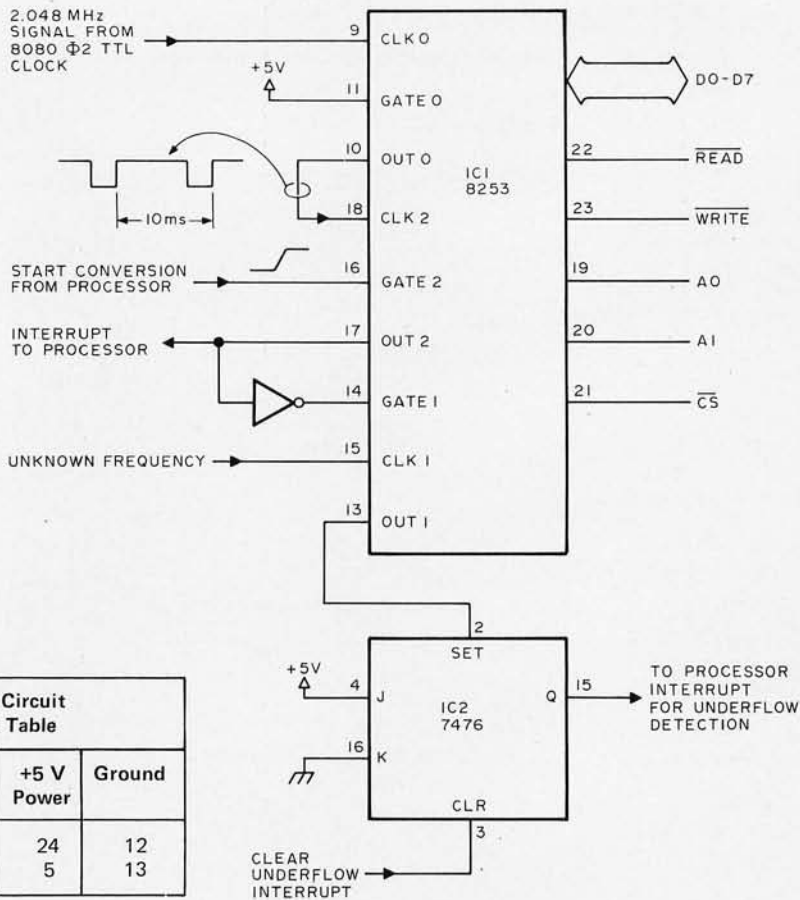 2.048 MHz
SIGNAL FROM
8080 Φ2 TTL
CLOCK
9
CLK 0
+5V
11
GATE 0
D0-D7
10
OUT 0
IC1
8253
22
READ
10ms
18
CLK 2
23
WRITE
START CONVERSION
FROM PROCESSOR
16
GATE 2
19
A0
INTERRUPT
TO PROCESSOR
17
OUT 2
20
A1
14
GATE 1
21
CS
UNKNOWN FREQUENCY
15
CLK 1
13
OUT 1
2
SET
+5V
4
J
IC2
7476
Q
15
TO PROCESSOR
INTERRUPT
FOR UNDERFLOW
DETECTION
16
K
CLR
3
CLEAR
UNDERFLOW
INTERRUPT
Circuit
Table
+5 V
Power
Ground
24 12
5 13